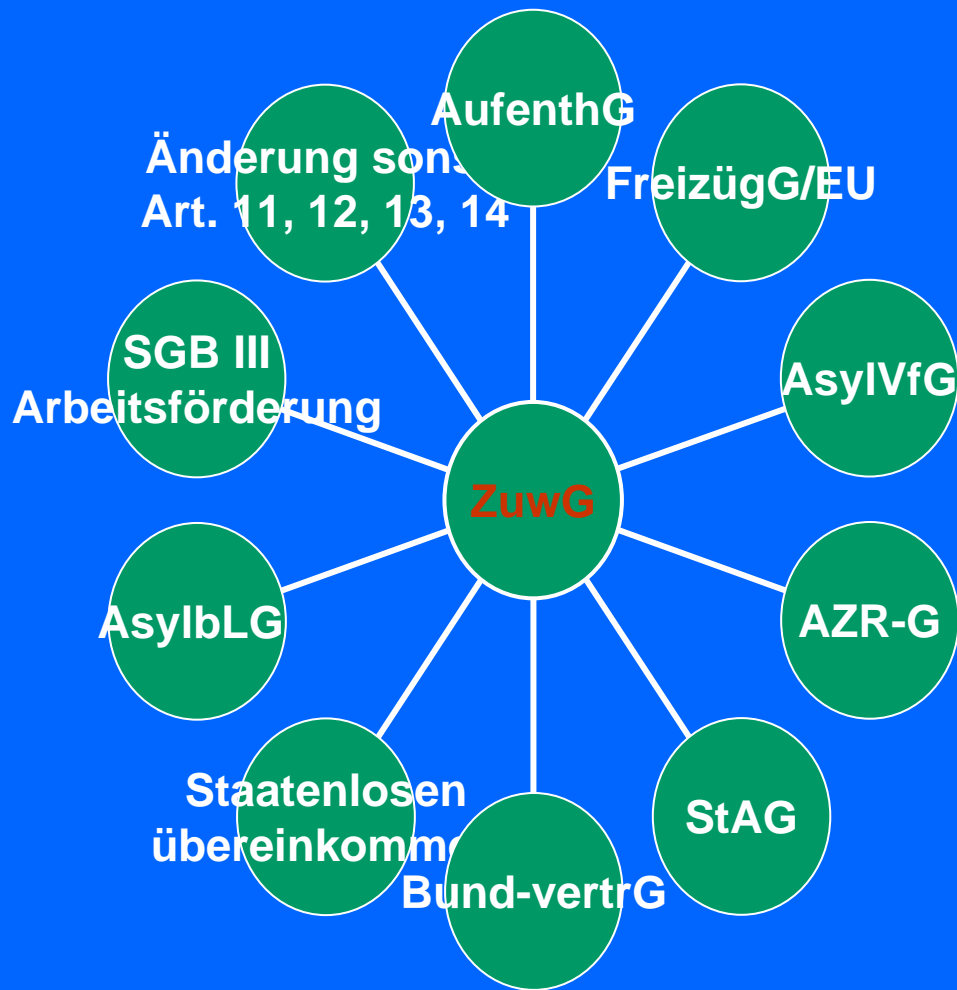 AufenthG
Änderung sons
Art. 11, 12, 13, 14
FreizügG/EU
SGB III
Arbeitsförderung
AsylVfG
ZuwG
AsylbLG
AZR-G
Staatenlosen
übereinkomme
StAG
Bund-vertrG